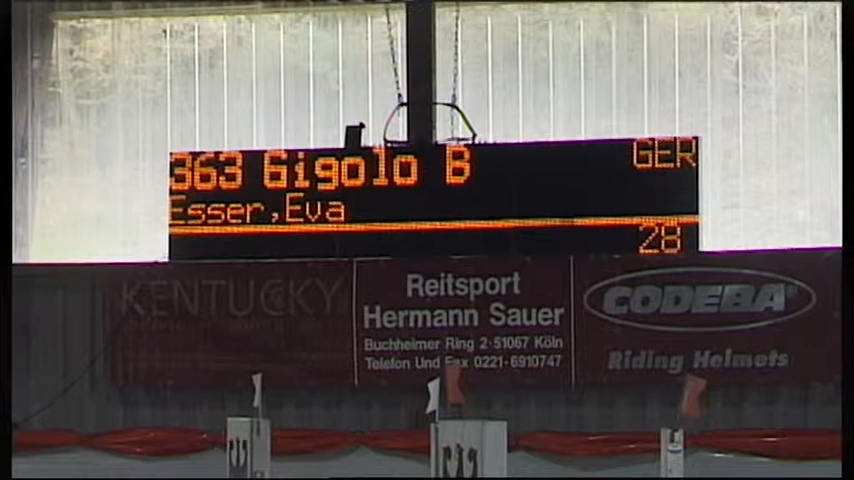 363 Gigolo B GER
Esser,Eva
28
KENTUCKY
Reitsport
Hermann Sauer
Buchheimer Ring 2·51067 Köln
Telefon und Fax 0221-6910747
CODEBA®
Riding Helmets